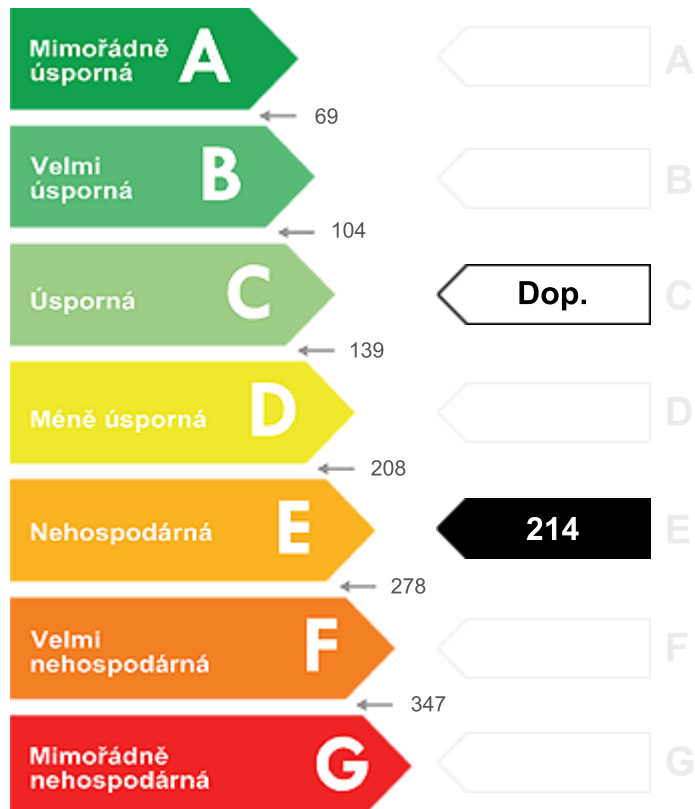 Mimořádně
úsporná
A
A
69
Velmi
úsporná
B
B
104
Úsporná
C
Dop.
C
139
Méně úsporná
D
D
208
Nehospodárná
E
214
E
278
Velmi
nehospodárná
F
F
347
Mimořádně
nehospodárná
G
G